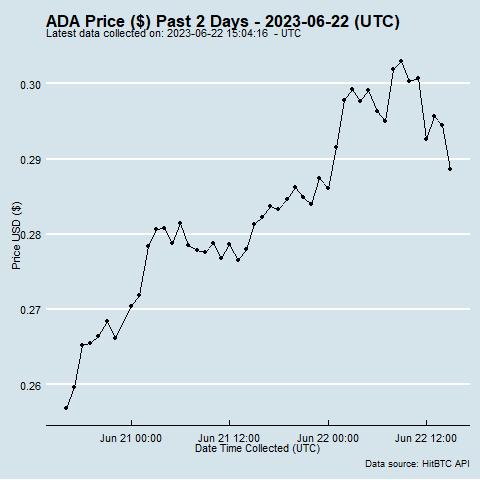 ADA Price ($) Past 2 Days - 2023-06-22 (UTC)
Latest data collected on: 2023-06-22 15:04:16  - UTC
0.30
0.29
0.28
0.27
0.26
Price USD ($)
Jun 21 00:00 Jun 21 12:00 Jun 22 00:00 Jun 22 12:00
Date Time Collected (UTC)
Data source: HitBTC API